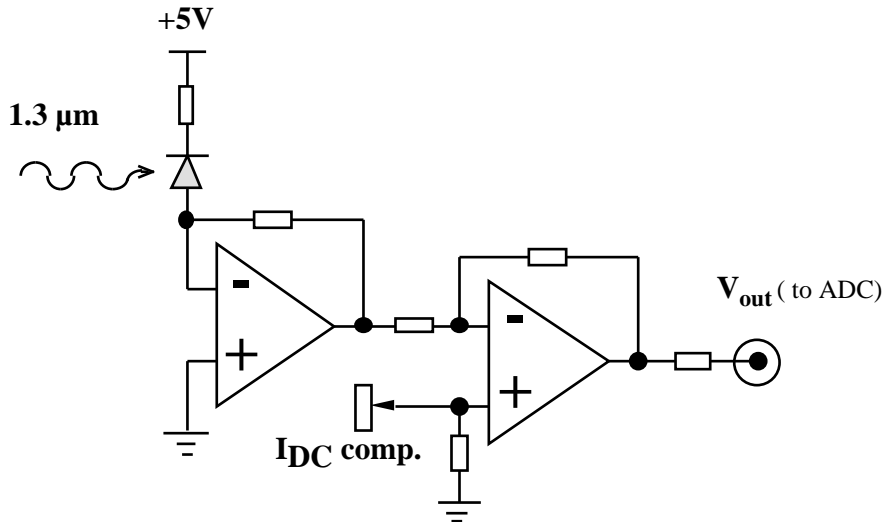 +5V
1.3 µm
-
+
-
+
V_out ( to ADC)
I_DC comp.